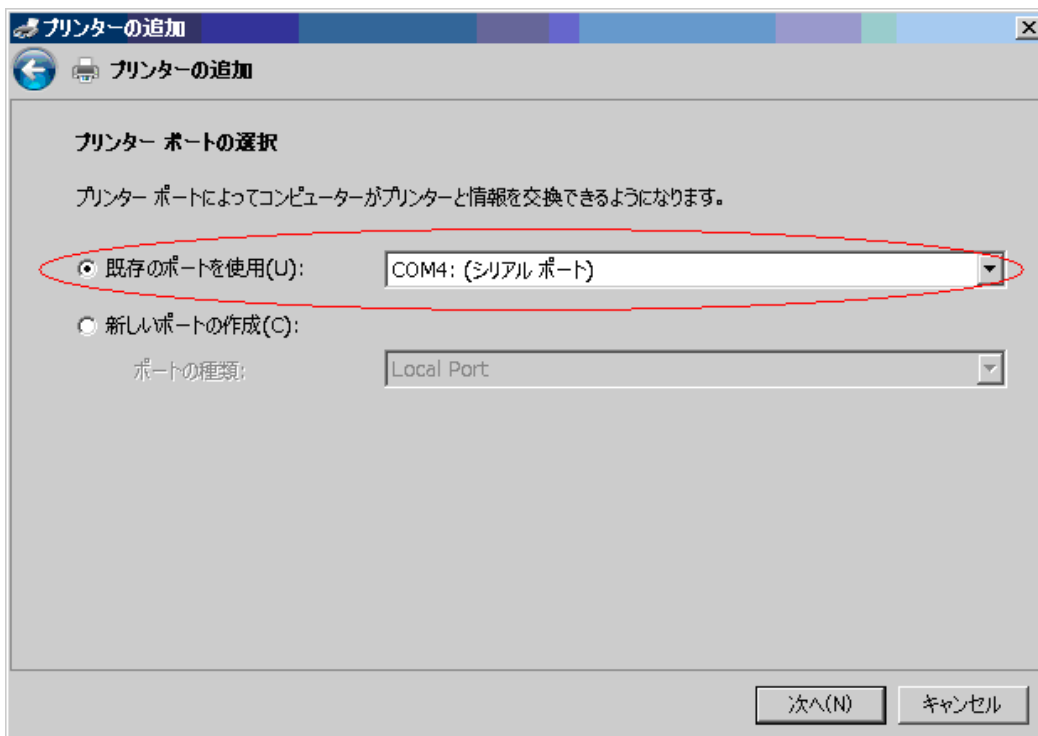 プリンターの追加
プリンターの追加
プリンター ポートの選択
プリンター ポートによってコンピューターがプリンターと情報を交換できるようになります。
既存のポートを使用(U): COM4: (シリアル ポート)
新しいポートの作成(C):
ポートの種類: Local Port
次へ(N) キャンセル